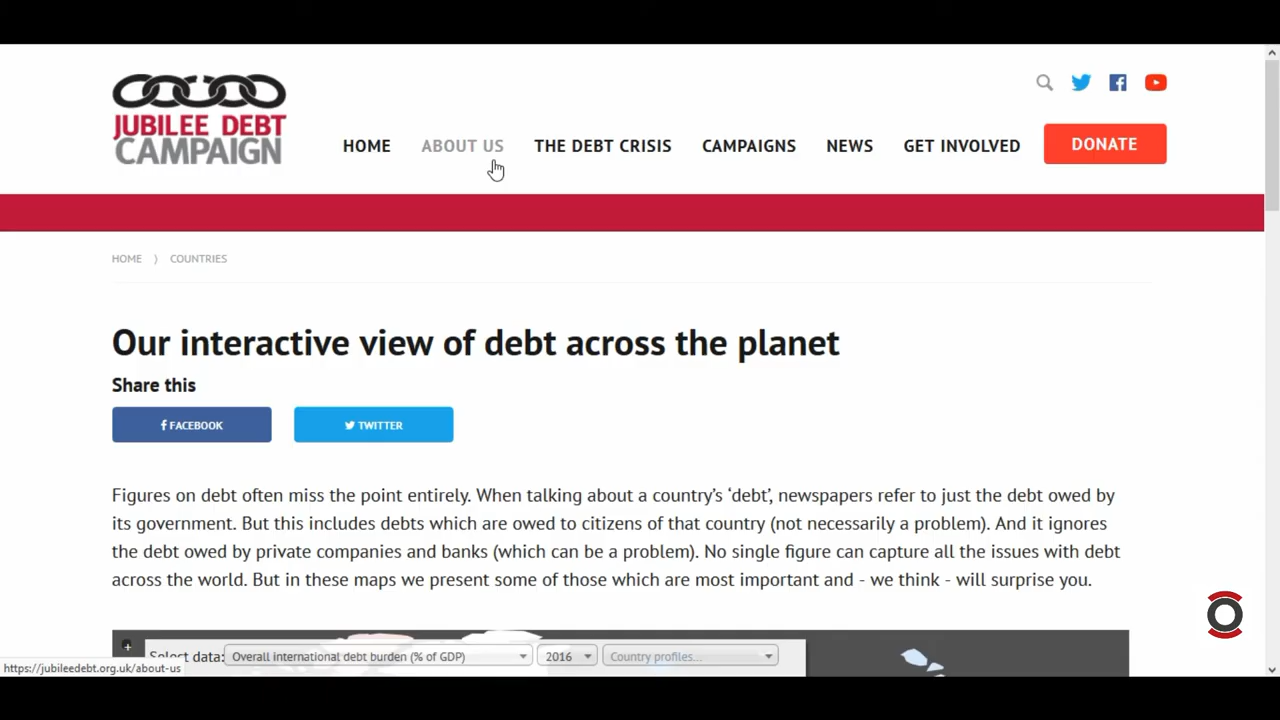 JUBILEE DEBT
CAMPAIGN
HOME ABOUT US THE DEBT CRISIS CAMPAIGNS NEWS GET INVOLVED DONATE
HOME ⟩ COUNTRIES
Our interactive view of debt across the planet
Share this
FACEBOOK TWITTER
Figures on debt often miss the point entirely. When talking about a country’s ‘debt’, newspapers refer to just the debt owed by
its government. But this includes debts which are owed to citizens of that country (not necessarily a problem). And it ignores
the debt owed by private companies and banks (which can be a problem). No single figure can capture all the issues with debt
across the world. But in these maps we present some of those which are most important and - we think - will surprise you.
+ Select data: Overall international debt burden (% of GDP) 2016 Country profiles...
https://jubileedebt.org.uk/about-us